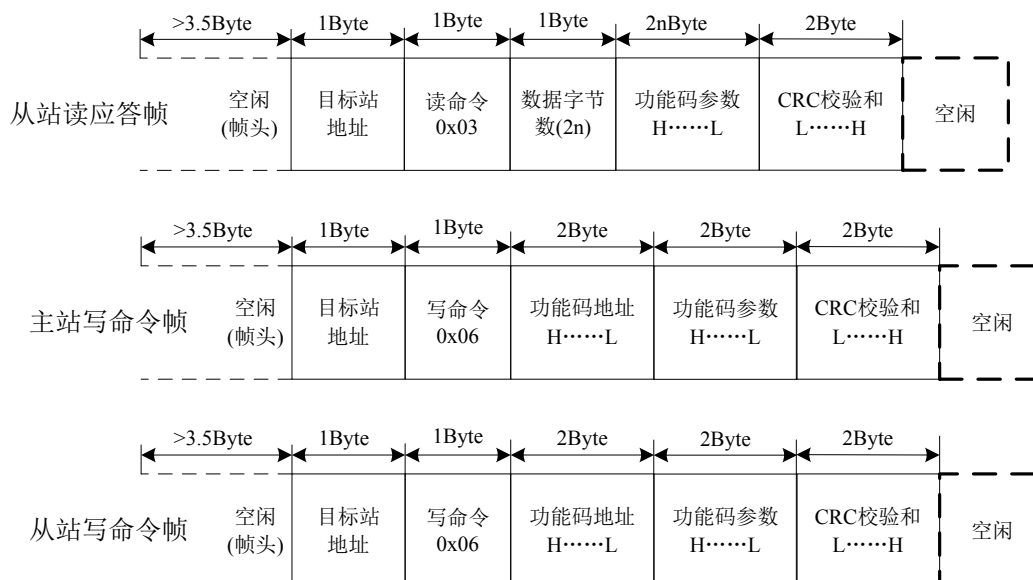 >3.5Byte 1Byte 1Byte 1Byte 2nByte 2Byte
从站读应答帧
空闲
(帧头)
目标站
地址
读命令
0x03
数据字节
数(2n)
功能码参数
H……L
CRC校验和
L……H
空闲
>3.5Byte 1Byte 1Byte 2Byte 2Byte 2Byte
主站写命令帧
空闲
(帧头)
目标站
地址
写命令
0x06
功能码地址
H……L
功能码参数
H……L
CRC校验和
L……H
空闲
>3.5Byte 1Byte 1Byte 2Byte 2Byte 2Byte
从站写命令帧
空闲
(帧头)
目标站
地址
写命令
0x06
功能码地址
H……L
功能码参数
H……L
CRC校验和
L……H
空闲